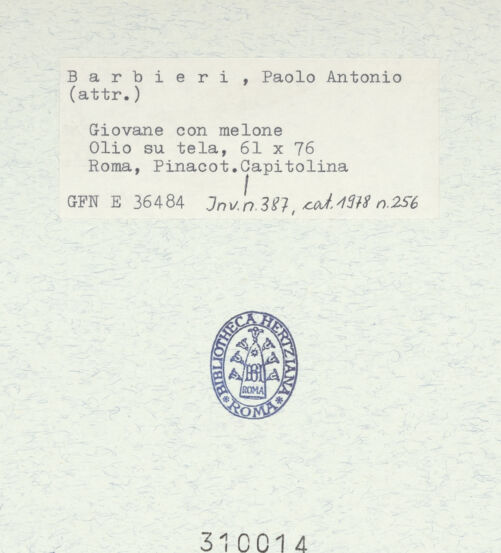 B a r b i e r i , Paolo Antonio
(attr.)
Giovane con melone
Olio su tela, 61 x 76
Roma, Pinacot.Capitolina
GFN E 36484 Inv.n.387, cat.1978 n.256
BIBLIOTHECA HERTZIANA
ROMA
ROMA
310014